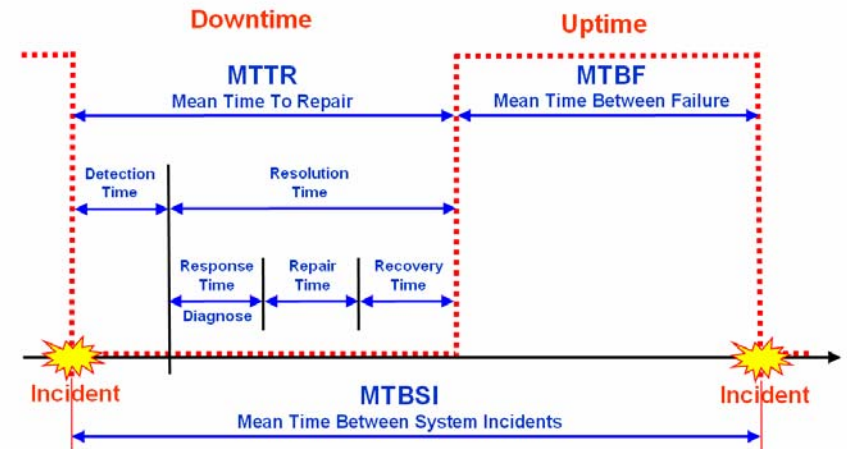 Downtime
Uptime
MTTR
Mean Time To Repair
MTBF
Mean Time Between Failure
Detection
Time
Resolution
Time
Response
Time
Diagnose
Repair
Time
Recovery
Time
Incident
Incident
MTBSI
Mean Time Between System Incidents